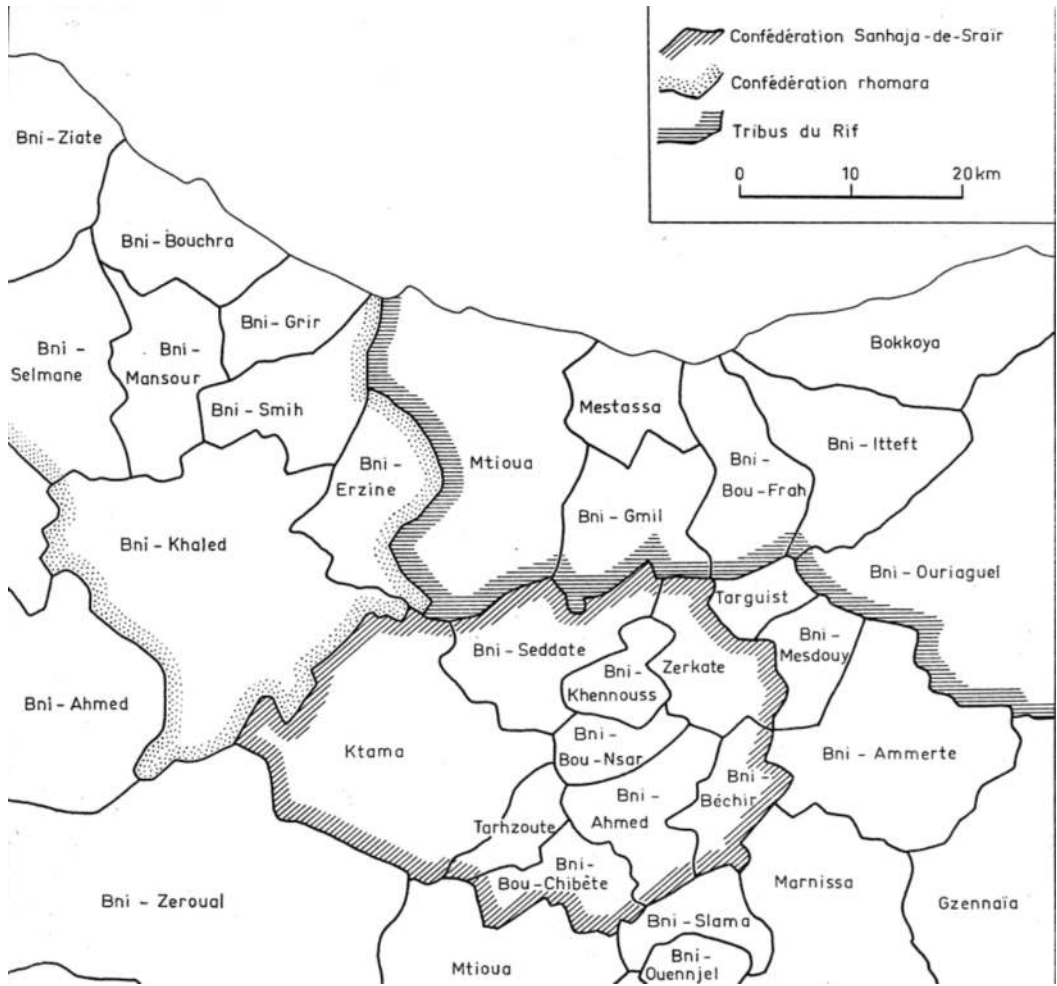 Confédération Sanhaja-de-Sraïr
Confédération rhomara
Tribus du Rif
0 10 20 km
Bni-Ziate
Bni-Bouchra
Bni-Grir
Bni-
Selmane
Bni-
Mansour
Bni-Smih
Bni-
Erzine
Mtioua
Mestassa
Bokkoya
Bni-Itteft
Bni-
Bou-Frah
Bni-Gmil
Bni-Khaled
Bni-Ouriaguel
Targuist
Bni-
Mesdouy
Bni-Seddate
Bni-
Khennouss
Zerkate
Bni-Ahmed
Ktama
Bni-
Bou-Nsar
Bni-Ammerte
Bni-
Béchir
Bni-
Ahmed
Tarhzoute
Bni-
Bou-Chibète
Marnissa
Gzennaïa
Bni-Zeroual
Bni-Slama
Mtioua
Bni-
Ouennjel